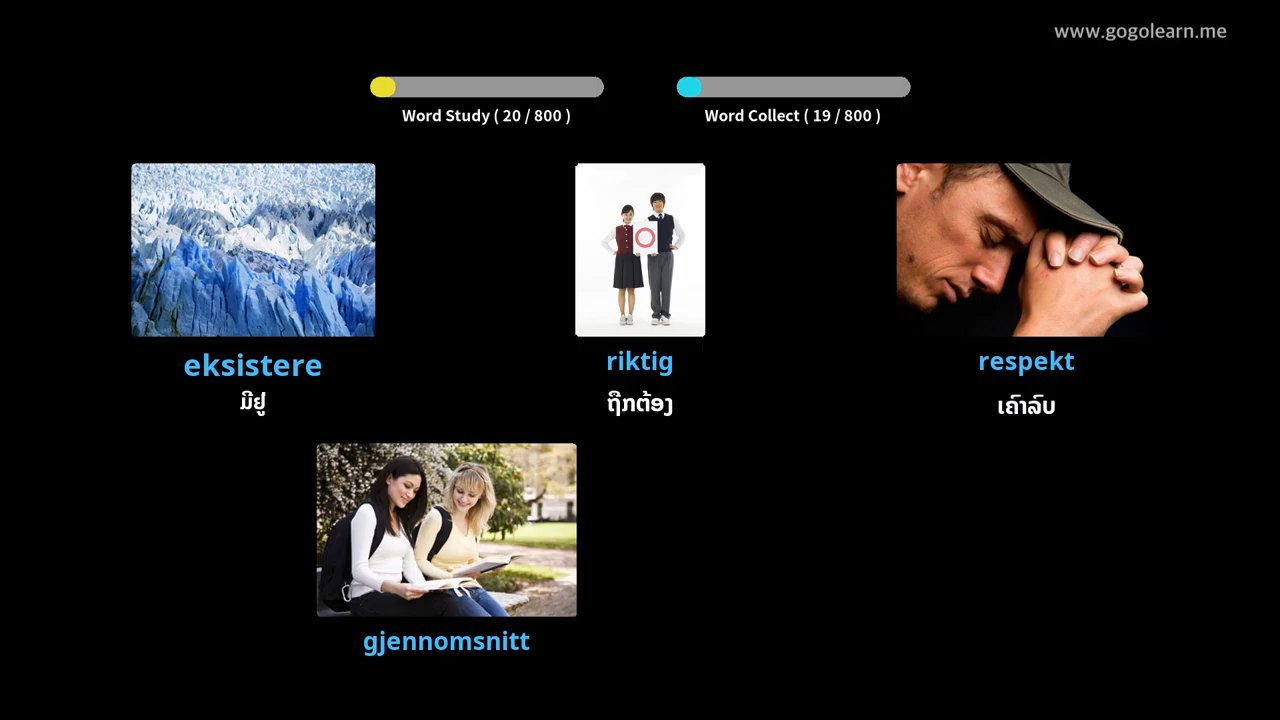 www.gogolearn.me
Word Study ( 20 / 800 )
Word Collect ( 19 / 800 )
eksistere
ມີຢູ່
riktig
ຖືກຕ້ອງ
respekt
ເຄົາລົບ
gjennomsnitt